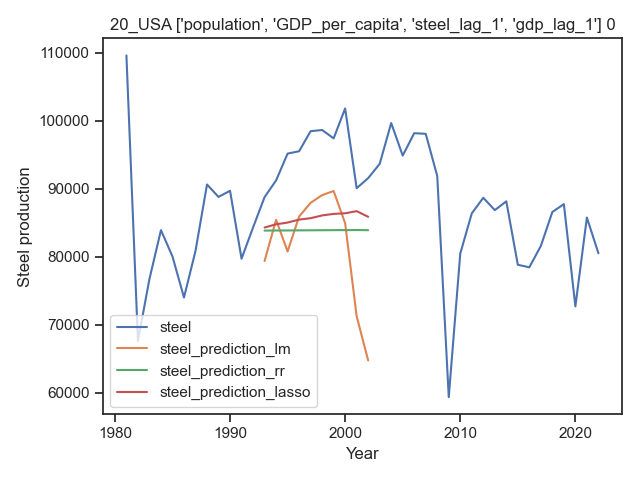 20_USA ['population', 'GDP_per_capita', 'steel_lag_1', 'gdp_lag_1'] 0
110000
100000
90000
80000
70000
60000
Steel production
steel
steel_prediction_lm
steel_prediction_rr
steel_prediction_lasso
1980
1990
2000
2010
2020
Year